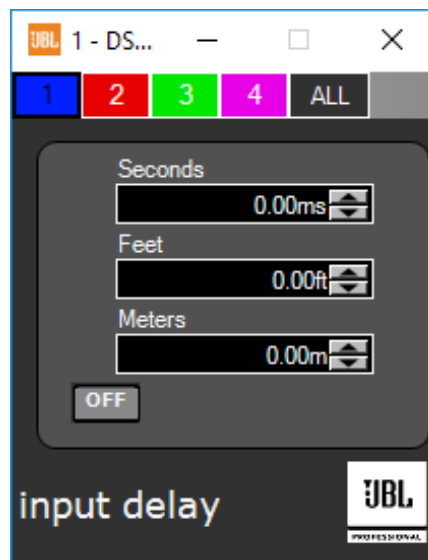 JBL 1 - DS...
1 2 3 4 ALL
Seconds
0.00ms
Feet
0.00ft
Meters
0.00m
OFF
input delay
JBL
PROFESSIONAL